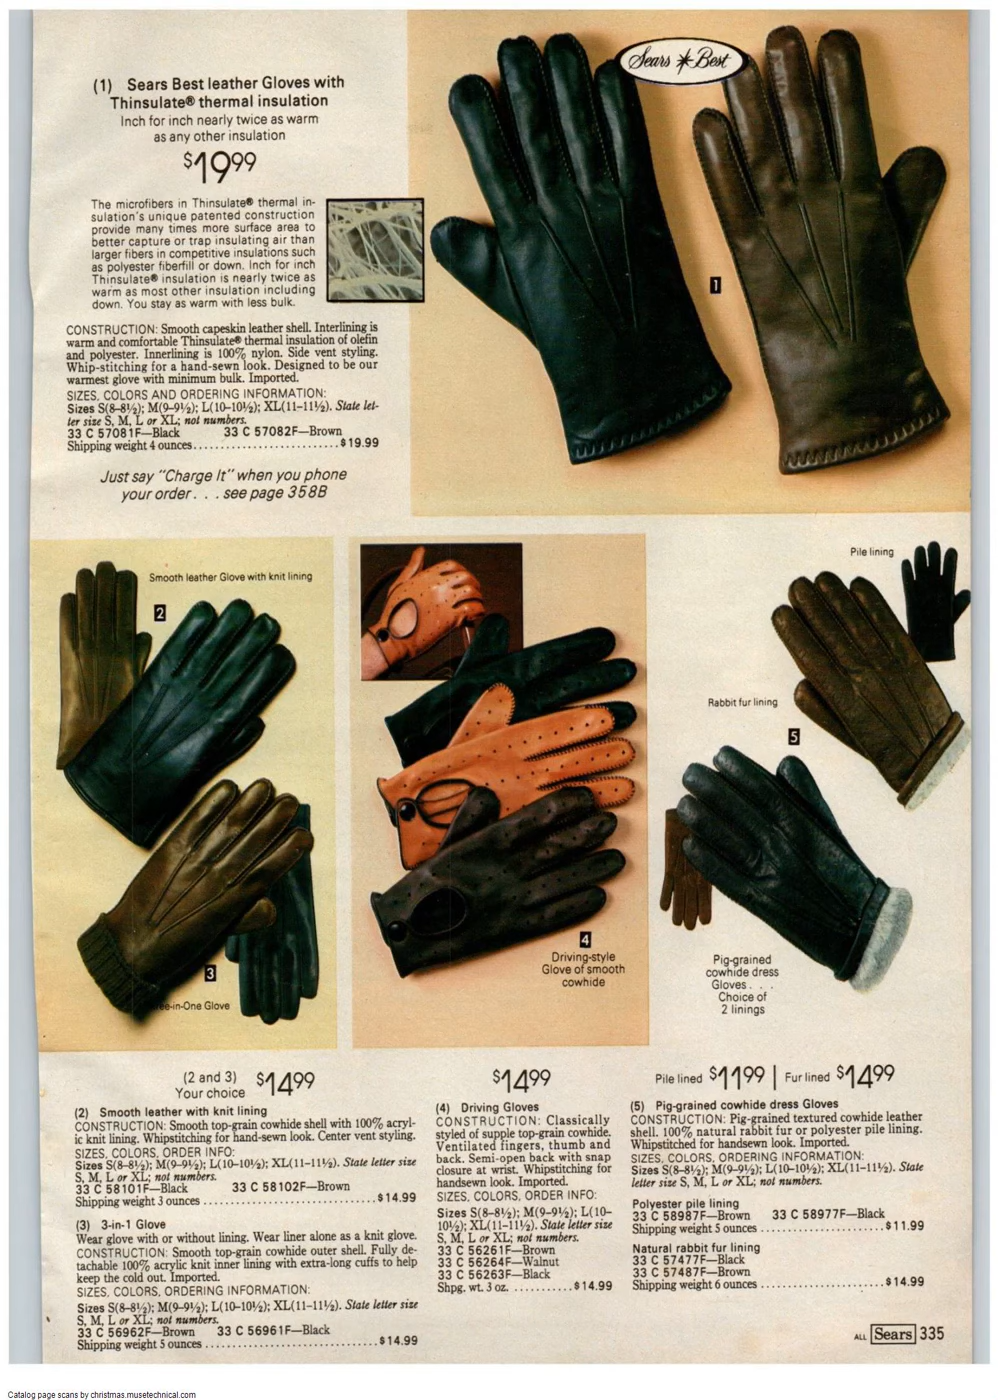 Sears Best
(1) Sears Best leather Gloves with
Thinsulate® thermal insulation
Inch for inch nearly twice as warm
as any other insulation
$19.99
The microfibers in Thinsulate® thermal in-
sulation's unique patented construction
provide many times more surface area to
better capture or trap insulating air than
larger fibers in competitive insulations such
as polyester fiberfill or down. Inch for inch
Thinsulate® insulation is nearly twice as
warm as most other insulation including
down. You stay as warm with less bulk.
CONSTRUCTION: Smooth capeskin leather shell. Interlining is
warm and comfortable Thinsulate® thermal insulation of olefin
and polyester. Innerlining is 100% nylon. Side vent styling.
Whip-stitching for a hand-sewn look. Designed to be our
warmest glove with minimum bulk. Imported.
SIZES, COLORS AND ORDERING INFORMATION:
Sizes S(8-8½); M(9-9½); L(10-10½); XL(11-11½). State let-
ter size S, M, L or XL; not numbers.
33 C 57081F—Black 33 C 57082F—Brown
Shipping weight 4 ounces..........................$19.99
Just say "Charge It" when you phone
your order. . . see page 358B
1
Smooth leather Glove with knit lining
2
3
ee-in-One Glove
4
Driving-style
Glove of smooth
cowhide
Pile lining
Rabbit fur lining
5
Pig-grained
cowhide dress
Gloves. . .
Choice of
2 linings
(2 and 3)
Your choice $14.99
(2) Smooth leather with knit lining
CONSTRUCTION: Smooth top-grain cowhide shell with 100% acryl-
ic knit lining. Whipstitching for hand-sewn look. Center vent styling.
SIZES, COLORS, ORDER INFO:
Sizes S(8-8½); M(9-9½); L(10-10½); XL(11-11½). State letter size
S, M, L or XL; not numbers.
33 C 58101F—Black 33 C 58102F—Brown
Shipping weight 3 ounces ..............................$14.99
(3) 3-in-1 Glove
Wear glove with or without lining. Wear liner alone as a knit glove.
CONSTRUCTION: Smooth top-grain cowhide outer shell. Fully de-
tachable 100% acrylic knit inner lining with extra-long cuffs to help
keep the cold out. Imported.
SIZES, COLORS, ORDERING INFORMATION:
Sizes S(8-8½); M(9-9½); L(10-10½); XL(11-11½). State letter size
S, M, L or XL; not numbers.
33 C 56962F—Brown 33 C 56961F—Black
Shipping weight 5 ounces ..............................$14.99
$14.99
(4) Driving Gloves
CONSTRUCTION: Classically
styled of supple top-grain cowhide.
Ventilated fingers, thumb and
back. Semi-open back with snap
closure at wrist. Whipstitching for
handsewn look. Imported.
SIZES, COLORS, ORDER INFO:
Sizes S(8-8½); M(9-9½); L(10-
10½); XL(11-11½). State letter size
S, M, L or XL; not numbers.
33 C 56261F—Brown
33 C 56264F—Walnut
33 C 56263F—Black
Shpg. wt. 3 oz. ...........$14.99
Pile lined $11.99 | Fur lined $14.99
(5) Pig-grained cowhide dress Gloves
CONSTRUCTION: Pig-grained textured cowhide leather
shell. 100% natural rabbit fur or polyester pile lining.
Whipstitched for handsewn look. Imported.
SIZES, COLORS, ORDERING INFORMATION:
Sizes S(8-8½); M(9-9½); L(10-10½); XL(11-11½). State
letter size S, M, L or XL; not numbers.
Polyester pile lining
33 C 58987F—Brown 33 C 58977F—Black
Shipping weight 5 ounces ......................$11.99
Natural rabbit fur lining
33 C 57477F—Black
33 C 57487F—Brown
Shipping weight 6 ounces ......................$14.99
ALL Sears 335
Catalog page scans by christmas.musetechnical.com